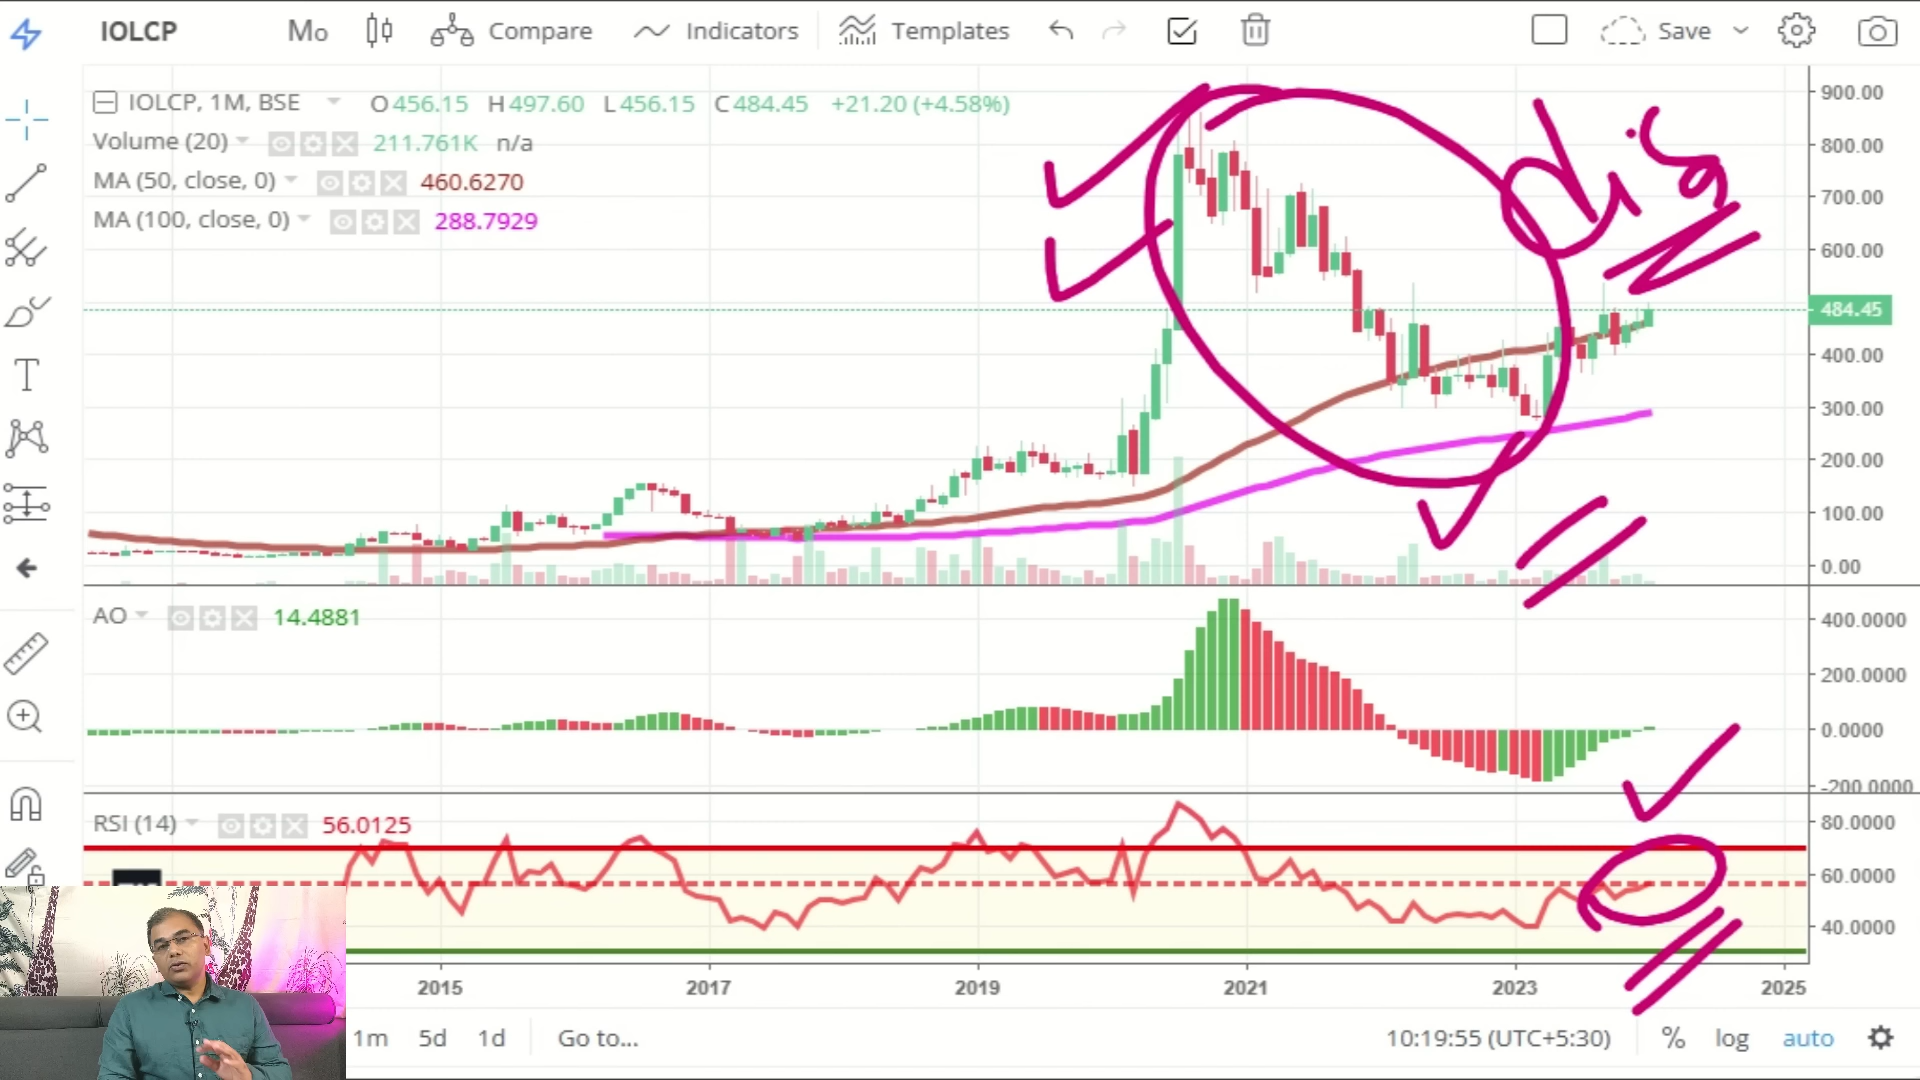 IOLCP Mo Compare Indicators Templates Save
IOLCP, 1M, BSE O456.15 H497.60 L456.15 C484.45 +21.20 (+4.58%)
Volume (20) 211.761K n/a
MA (50, close, 0) 460.6270
MA (100, close, 0) 288.7929
dis
900.00
800.00
700.00
600.00
484.45
400.00
300.00
200.00
100.00
0.00
AO 14.4881
400.0000
200.0000
0.0000
-200.0000
RSI (14) 56.0125
80.0000
60.0000
40.0000
2015 2017 2019 2021 2023 2025
1m 5d 1d Go to... 10:19:55 (UTC+5:30) % log auto